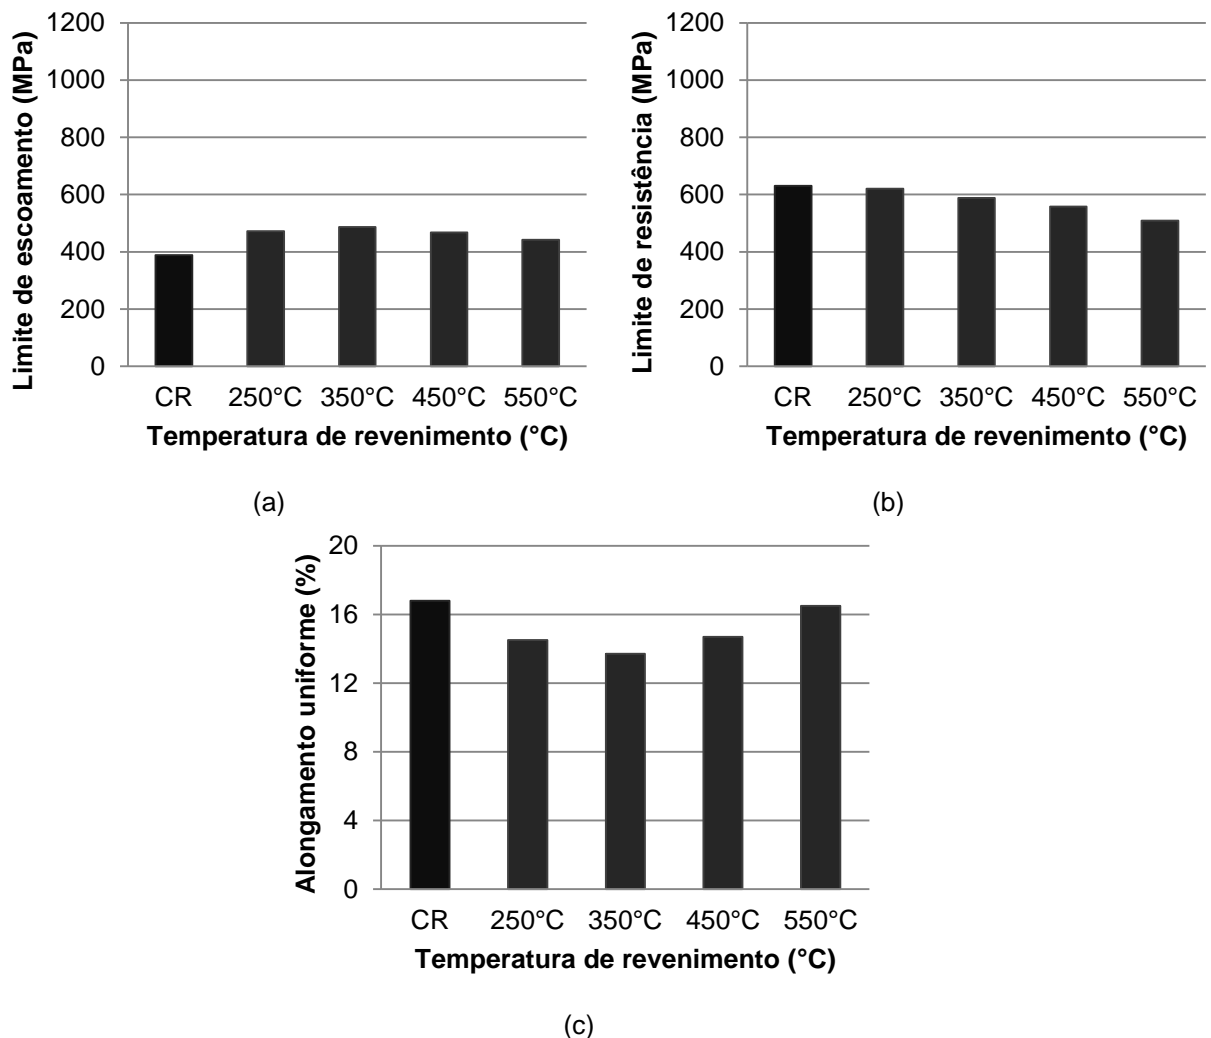 Limite de escoamento (MPa)
1200
1000
800
600
400
200
0
CR 250°C 350°C 450°C 550°C
Temperatura de revenimento (°C)
(a)
Limite de resistência (MPa)
1200
1000
800
600
400
200
0
CR 250°C 350°C 450°C 550°C
Temperatura de revenimento (°C)
(b)
Alongamento uniforme (%)
20
16
12
8
4
0
CR 250°C 350°C 450°C 550°C
Temperatura de revenimento (°C)
(c)